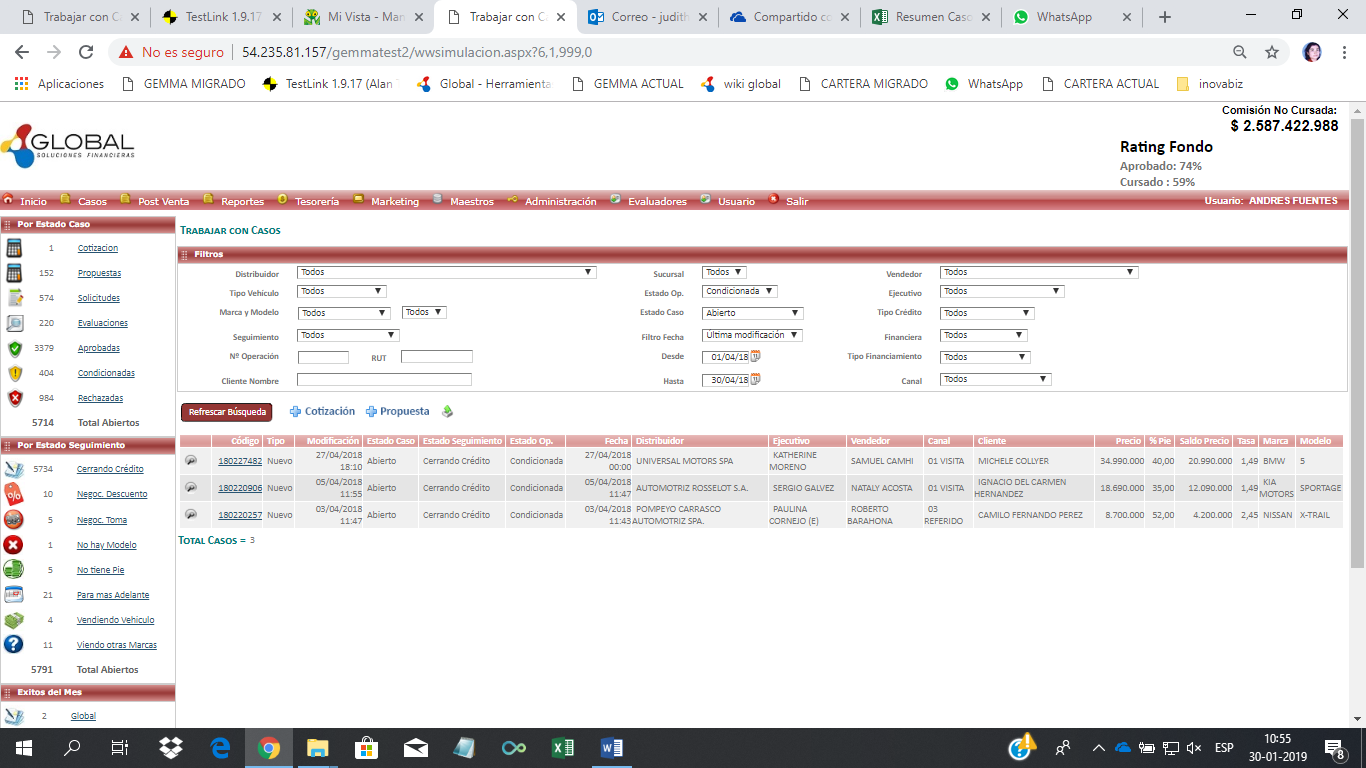 Trabajar con C
TestLink 1.9.17
Mi Vista - Man
Trabajar con C
Correo - judith
Compartido co
Resumen Caso
WhatsApp
No es seguro
54.235.81.157/gemmatest2/wwsimulacion.aspx?6,1,999,0
Aplicaciones GEMMA MIGRADO TestLink 1.9.17 (Alan Global - Herramienta GEMMA ACTUAL wiki global CARTERA MIGRADO WhatsApp CARTERA ACTUAL inovabiz
Comisión No Cursada:
$ 2.587.422.988
GLOBAL
SOLUCIONES FINANCIERAS
Rating Fondo
Aprobado: 74%
Cursado : 59%
Inicio Casos Post Venta Reportes Tesorería Marketing Maestros Administración Evaluadores Usuario Salir Usuario: ANDRES FUENTES
Por Estado Caso
1 Cotizacion
152 Propuestas
574 Solicitudes
220 Evaluaciones
3379 Aprobadas
404 Condicionadas
984 Rechazadas
5714 Total Abiertos
Por Estado Seguimiento
5734 Cerrando Crédito
10 Negoc. Descuento
5 Negoc. Toma
1 No hay Modelo
5 No tiene Pie
21 Para mas Adelante
4 Vendiendo Vehiculo
11 Viendo otras Marcas
5791 Total Abiertos
Exitos del Mes
2 Global
Trabajar con Casos
Filtros
Distribuidor Todos Sucursal Todos Vendedor Todos
Tipo Vehículo Todos Estado Op. Condicionada Ejecutivo Todos
Marca y Modelo Todos Todos Estado Caso Abierto Tipo Crédito Todos
Seguimiento Todos Filtro Fecha Última modificación Financiera Todos
Nº Operación RUT Desde 01/04/18 Tipo Financiamiento Todos
Cliente Nombre Hasta 30/04/18 Canal Todos
Refrescar Búsqueda Cotización Propuesta
Código Tipo Modificación Estado Caso Estado Seguimiento Estado Op. Fecha Distribuidor Ejecutivo Vendedor Canal Cliente Precio % Pie Saldo Precio Tasa Marca Modelo
180227482 Nuevo 27/04/2018 18:10 Abierto Cerrando Crédito Condicionada 27/04/2018 00:00 UNIVERSAL MOTORS SPA KATHERINE MORENO SAMUEL CAMHI 01 VISITA MICHELE COLLYER 34.990.000 40,00 20.990.000 1,49 BMW 5
180220906 Nuevo 05/04/2018 11:55 Abierto Cerrando Crédito Condicionada 05/04/2018 11:47 AUTOMOTRIZ ROSSELOT S.A. SERGIO GALVEZ NATALY ACOSTA 01 VISITA IGNACIO DEL CARMEN HERNANDEZ 18.690.000 35,00 12.090.000 1,49 KIA MOTORS SPORTAGE
180220257 Nuevo 03/04/2018 11:47 Abierto Cerrando Crédito Condicionada 03/04/2018 11:43 POMPEYO CARRASCO AUTOMOTRIZ SPA. PAULINA CORNEJO (E) ROBERTO BARAHONA 03 REFERIDO CAMILO FERNANDO PEREZ 8.700.000 52,00 4.200.000 2,45 NISSAN X-TRAIL
Total Casos = 3
ESP
10:55
30-01-2019
8